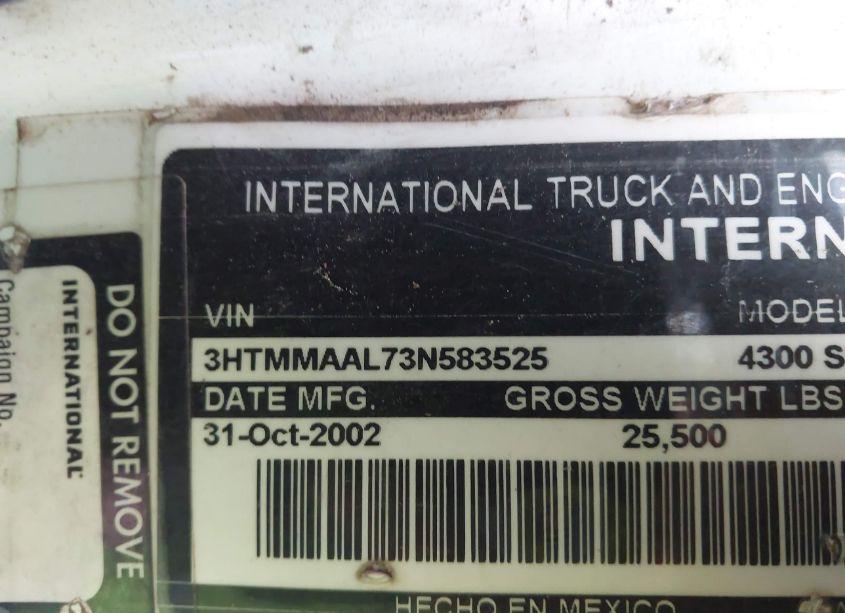 INTERNATIONAL TRUCK AND ENG
INTERN
VIN MODEL
3HTMMAAL73N583525 4300 S
DATE MFG. GROSS WEIGHT LBS
31-Oct-2002 25,500
HECHO EN MEXICO
DO NOT REMOVE
INTERNATIONAL
Campaign No.